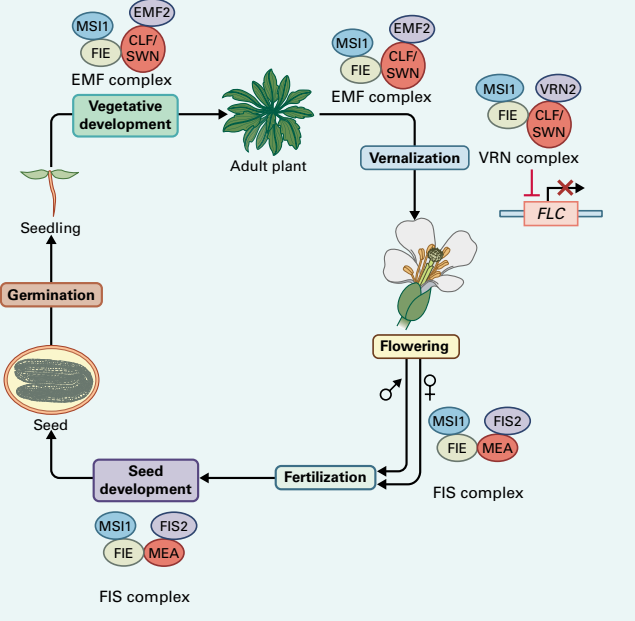 MSI1
EMF2
FIE
CLF/
SWN
EMF complex
Vegetative
development
Adult plant
MSI1
EMF2
FIE
CLF/
SWN
EMF complex
Vernalization
MSI1
VRN2
FIE
CLF/
SWN
VRN complex
FLC
Seedling
Germination
Seed
Flowering
♂
♀
MSI1
FIS2
FIE
MEA
FIS complex
Fertilization
Seed
development
MSI1
FIS2
FIE
MEA
FIS complex